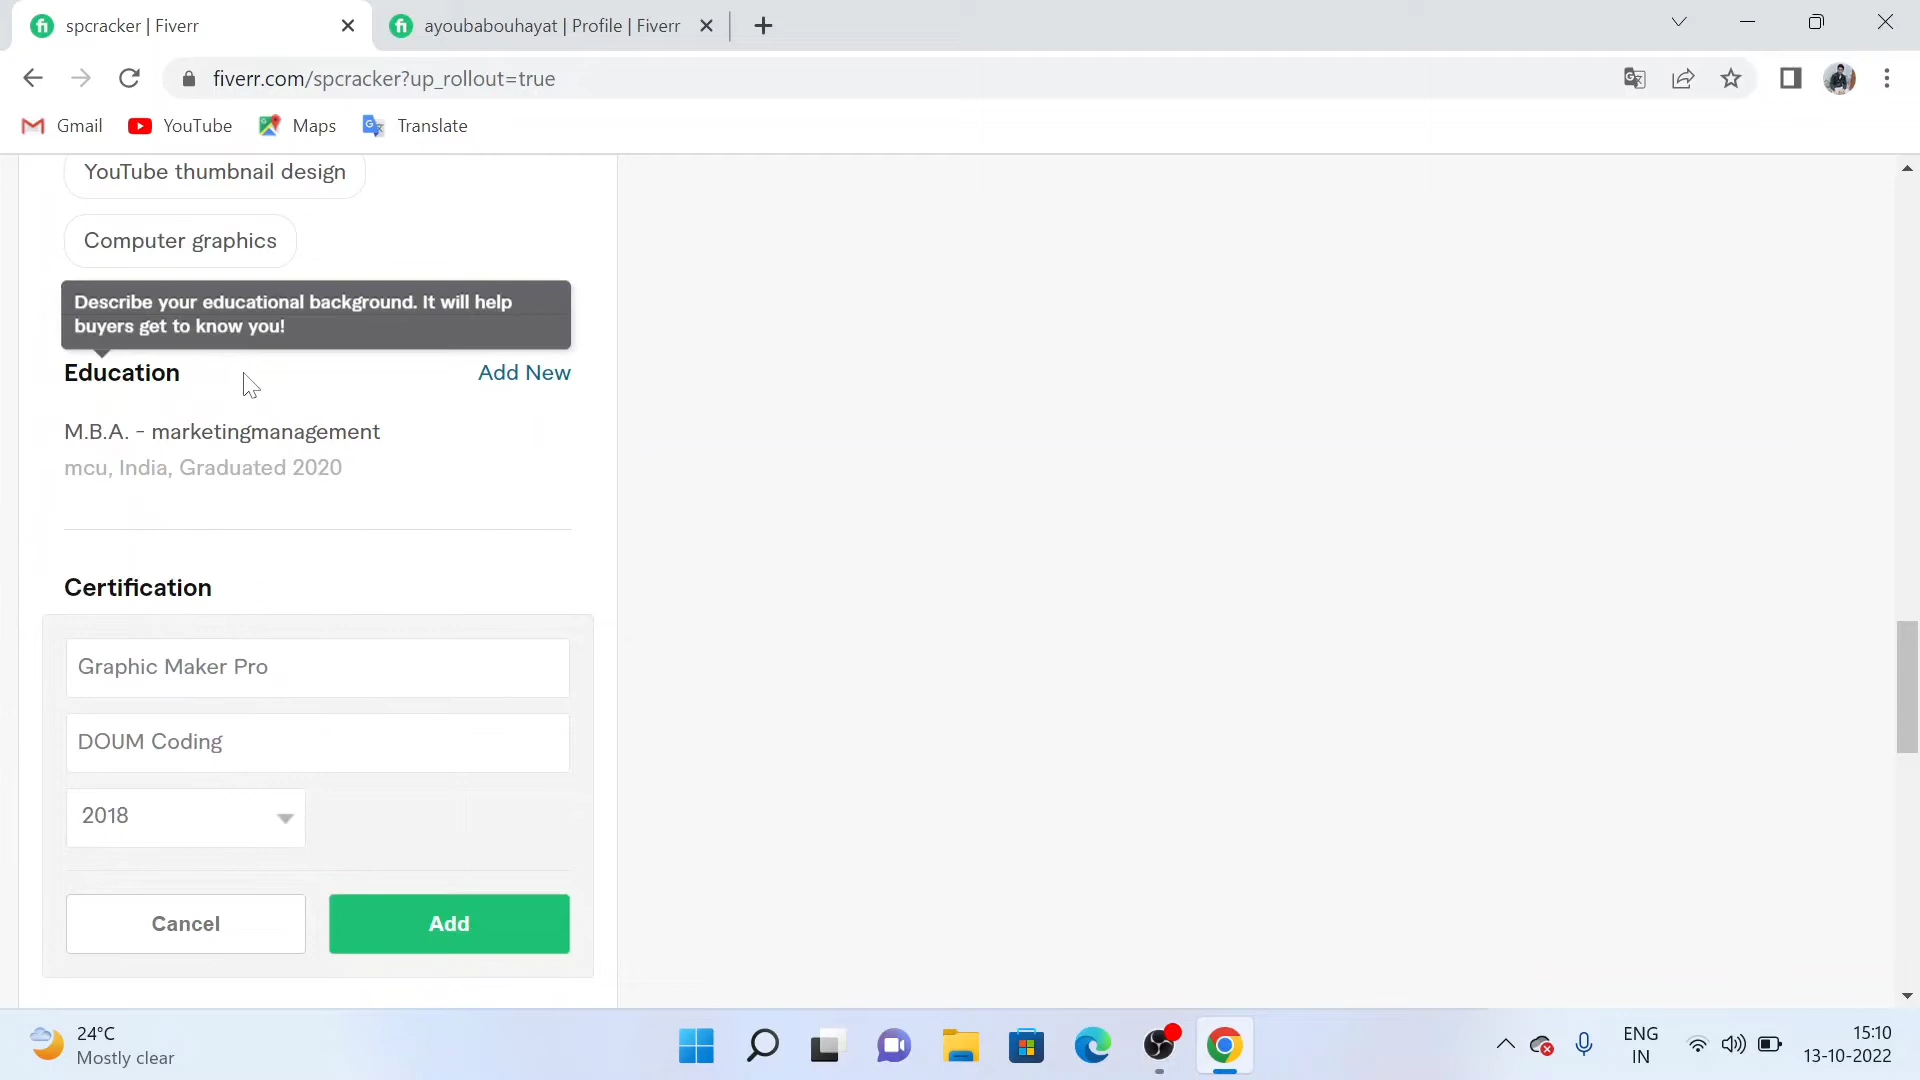 spcracker | Fiverr
ayoubabouhayat | Profile | Fiverr
fiverr.com/spcracker?up_rollout=true
Gmail
YouTube
Maps
Translate
YouTube thumbnail design
Computer graphics
Describe your educational background. It will help
buyers get to know you!
Education
Add New
M.B.A. - marketingmanagement
mcu, India, Graduated 2020
Certification
Graphic Maker Pro
DOUM Coding
2018
Cancel
Add
24°C
Mostly clear
ENG
IN
15:10
13-10-2022